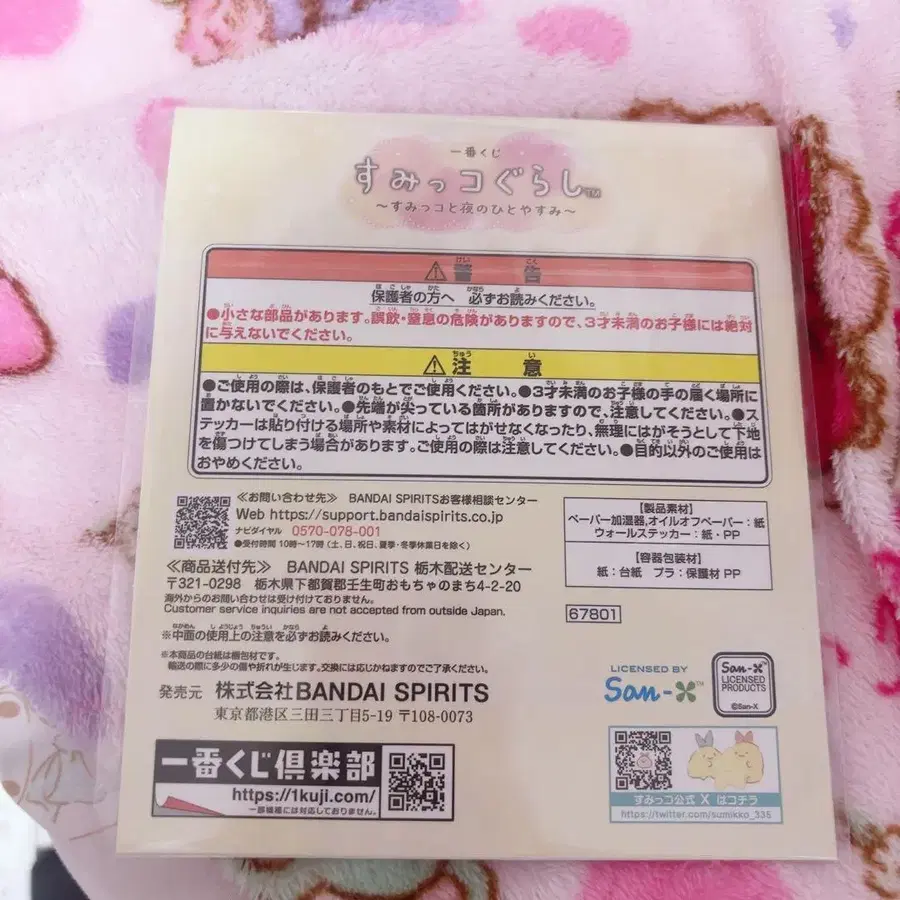 一番くじ
すみっコぐらし™
～すみっコと夜のひとやすみ～
⚠警告
保護者の方へ 必ずお読みください。
●小さな部品があります。誤飲・窒息の危険がありますので、3才未満のお子様には絶対
に与えないでください。
⚠注意
●ご使用の際は、保護者のもとでご使用ください。●3才未満のお子様の手の届く場所に
置かないでください。●先端が尖っている箇所がありますので、注意してください。●ス
テッカーは貼り付ける場所や素材によってはがせなくなったり、無理にはがそうとして下地
を傷つけてしまう場合があります。ご使用の際は注意してください。●目的以外のご使用は
おやめください。
≪お問い合わせ先≫ BANDAI SPIRITSお客様相談センター
Web https://support.bandaispirits.co.jp
ナビダイヤル 0570-078-001
●受付時間 10時～17時(土、日、祝日、夏季・冬季休業日を除く)
≪商品送付先≫ BANDAI SPIRITS 栃木配送センター
〒321-0298 栃木県下都賀郡壬生町おもちゃのまち4-2-20
海外からのお問い合わせは受け付けておりません。
Customer service inquiries are not accepted from outside Japan.
※中面の使用上の注意を必ずお読みください。
※本商品の台紙は梱包材です。
輸送の際に多少の傷や折れが生じます。交換には応じかねますのでご了承ください。
発売元 株式会社BANDAI SPIRITS
東京都港区三田三丁目5-19 〒108-0073
【製品素材】
ペーパー加湿器,オイルオフペーパー:紙
ウォールステッカー:紙・PP
【容器包装材】
紙:台紙 プラ:保護材 PP
67801
LICENSED BY
San-X™
San-X™
LICENSED
PRODUCTS
©San-X
一番くじ倶楽部
https://1kuji.com/
一部機種には対応しておりません。
すみっコ公式 X はコチラ
https://twitter.com/sumikko_335